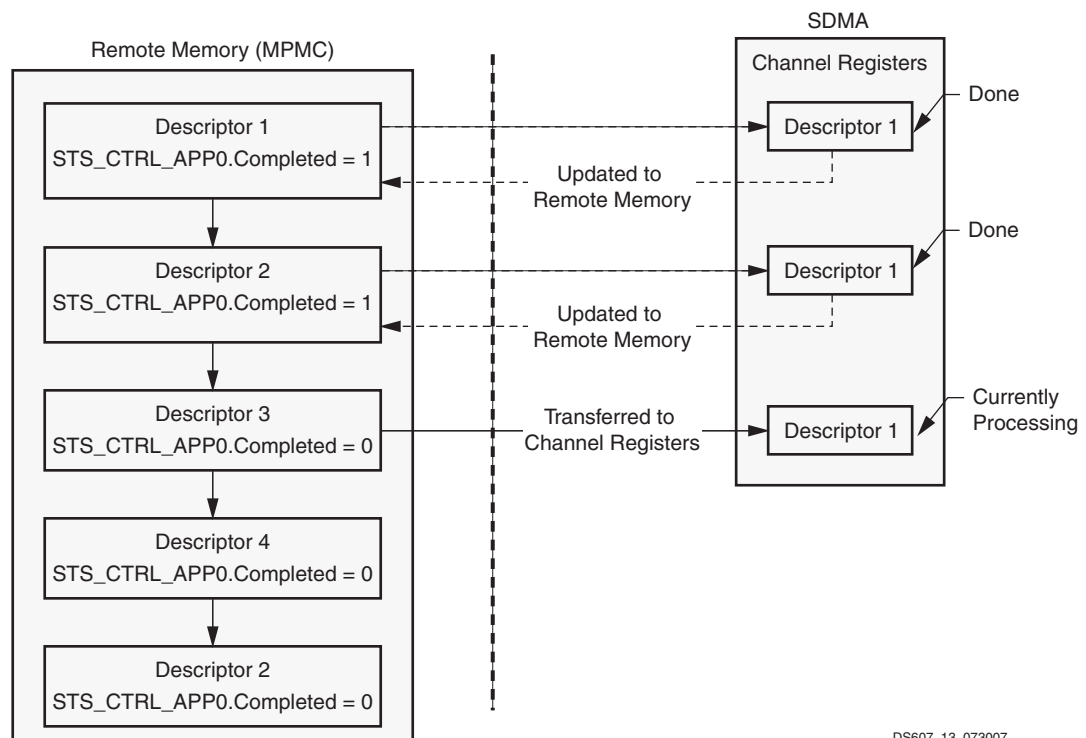 SDMA
Remote Memory (MPMC)
Channel Registers
Done
Descriptor 1
STS_CTRL_APP0.Completed = 1
Descriptor 1
Updated to
Remote Memory
Done
Descriptor 2
STS_CTRL_APP0.Completed = 1
Descriptor 1
Updated to
Remote Memory
Descriptor 3
STS_CTRL_APP0.Completed = 0
Transferred to
Channel Registers
Descriptor 1
Currently
Processing
Descriptor 4
STS_CTRL_APP0.Completed = 0
Descriptor 2
STS_CTRL_APP0.Completed = 0
DS607_13_073007